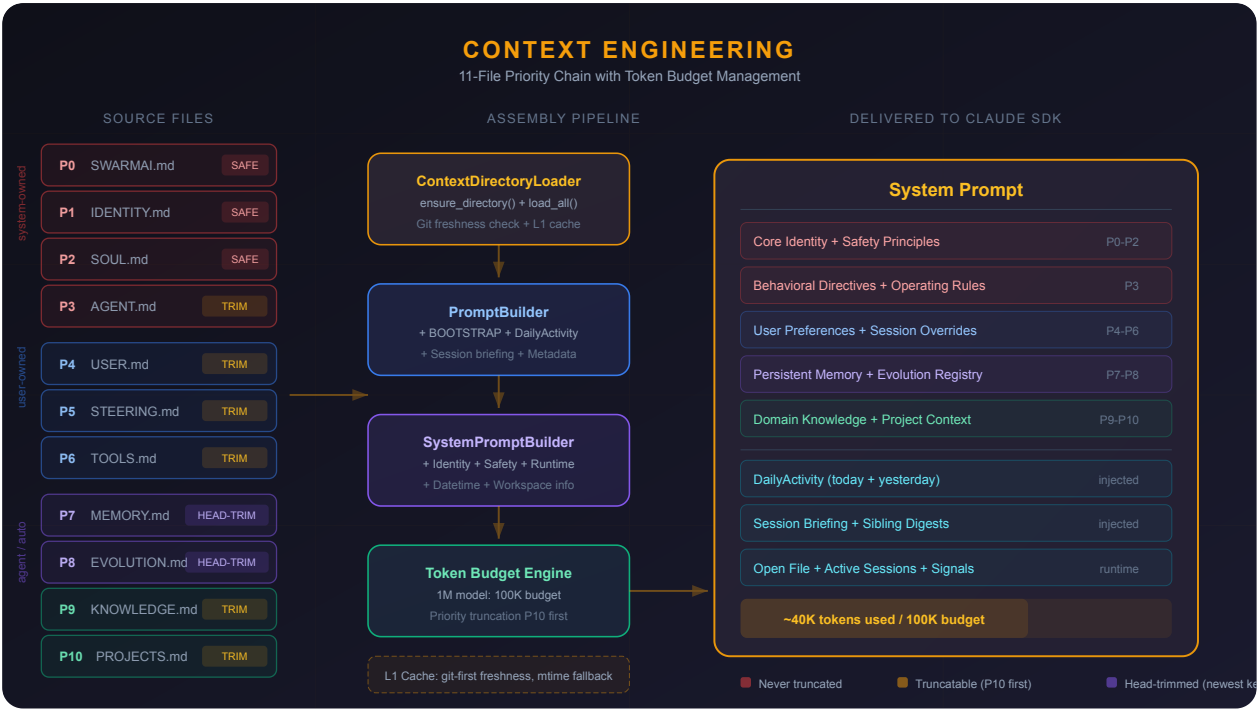 CONTEXT ENGINEERING
11-File Priority Chain with Token Budget Management
SOURCE FILES
system-owned
P0 SWARMAI.md SAFE
P1 IDENTITY.md SAFE
P2 SOUL.md SAFE
P3 AGENT.md TRIM
user-owned
P4 USER.md TRIM
P5 STEERING.md TRIM
P6 TOOLS.md TRIM
agent / auto
P7 MEMORY.md HEAD-TRIM
P8 EVOLUTION.md HEAD-TRIM
P9 KNOWLEDGE.md TRIM
P10 PROJECTS.md TRIM
ASSEMBLY PIPELINE
ContextDirectoryLoader
ensure_directory() + load_all()
Git freshness check + L1 cache
PromptBuilder
+ BOOTSTRAP + DailyActivity
+ Session briefing + Metadata
SystemPromptBuilder
+ Identity + Safety + Runtime
+ Datetime + Workspace info
Token Budget Engine
1M model: 100K budget
Priority truncation P10 first
L1 Cache: git-first freshness, mtime fallback
DELIVERED TO CLAUDE SDK
System Prompt
Core Identity + Safety Principles P0-P2
Behavioral Directives + Operating Rules P3
User Preferences + Session Overrides P4-P6
Persistent Memory + Evolution Registry P7-P8
Domain Knowledge + Project Context P9-P10
DailyActivity (today + yesterday) injected
Session Briefing + Sibling Digests injected
Open File + Active Sessions + Signals runtime
~40K tokens used / 100K budget
Never truncated
Truncatable (P10 first)
Head-trimmed (newest